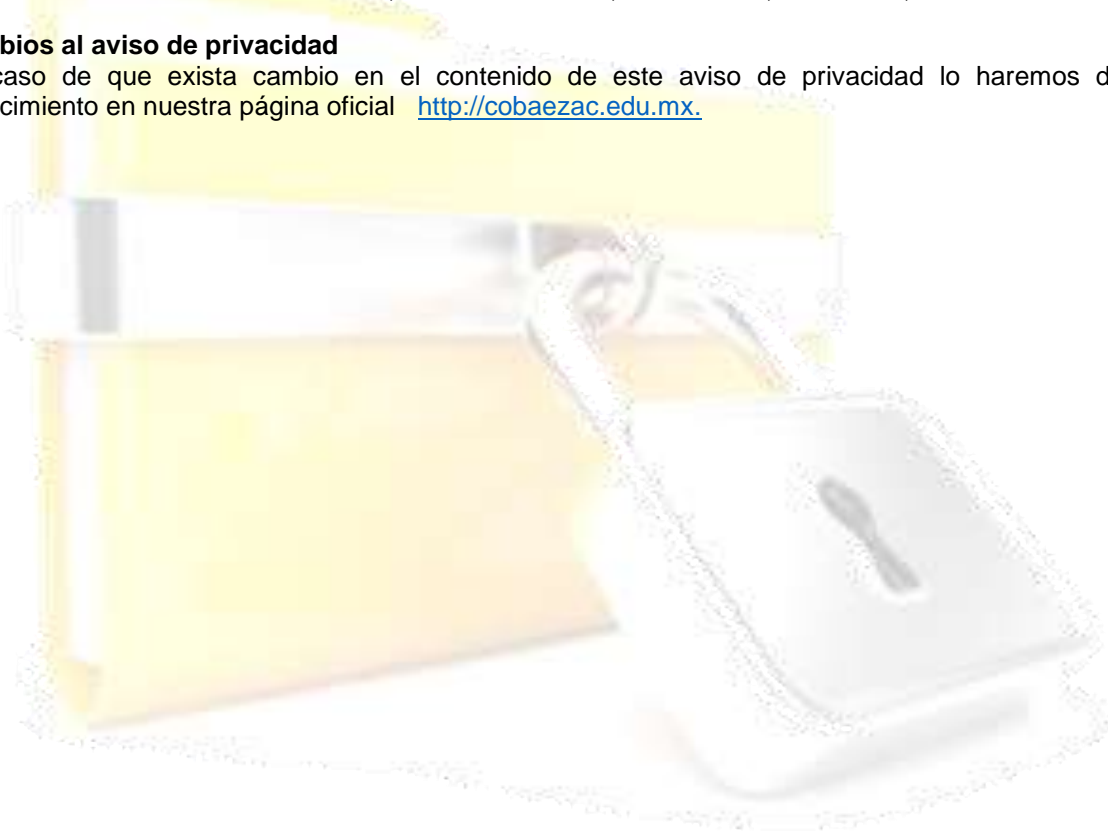 bios al aviso de privacidad
caso de que exista cambio en el contenido de este aviso de privacidad lo haremos d
cimiento en nuestra página oficial http://cobaezac.edu.mx.